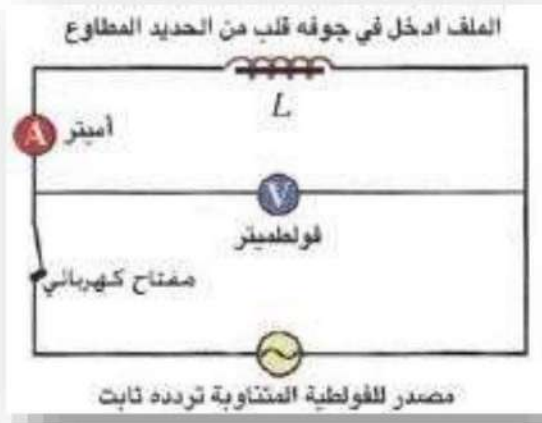 الملف ادخل في جوفه قلب من الحديد المطاوع
L
A
أميتر
V
فولطميتر
مفتاح كهربائي
مصدر للفولطية المتناوبة تردده ثابت